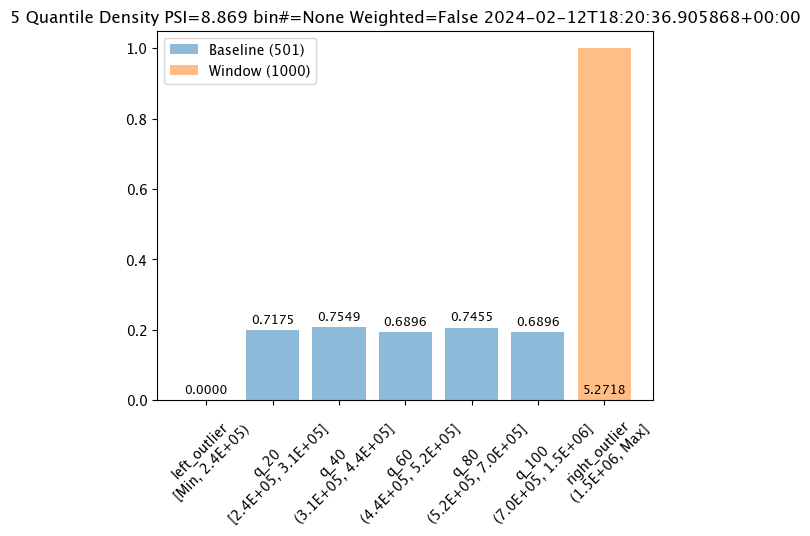 5 Quantile Density PSI=8.869 bin#=None Weighted=False 2024-02-12T18:20:36.905868+00:00
Baseline (501)
Window (1000)
1.0
0.8
0.6
0.4
0.2
0.0
0.0000
0.7175
0.7549
0.6896
0.7455
0.6896
5.2718
left_outlier
[Min, 2.4E+05)
q_20
[2.4E+05, 3.1E+05]
q_40
(3.1E+05, 4.4E+05]
q_60
(4.4E+05, 5.2E+05]
q_80
(5.2E+05, 7.0E+05]
q_100
(7.0E+05, 1.5E+06]
right_outlier
(1.5E+06, Max]